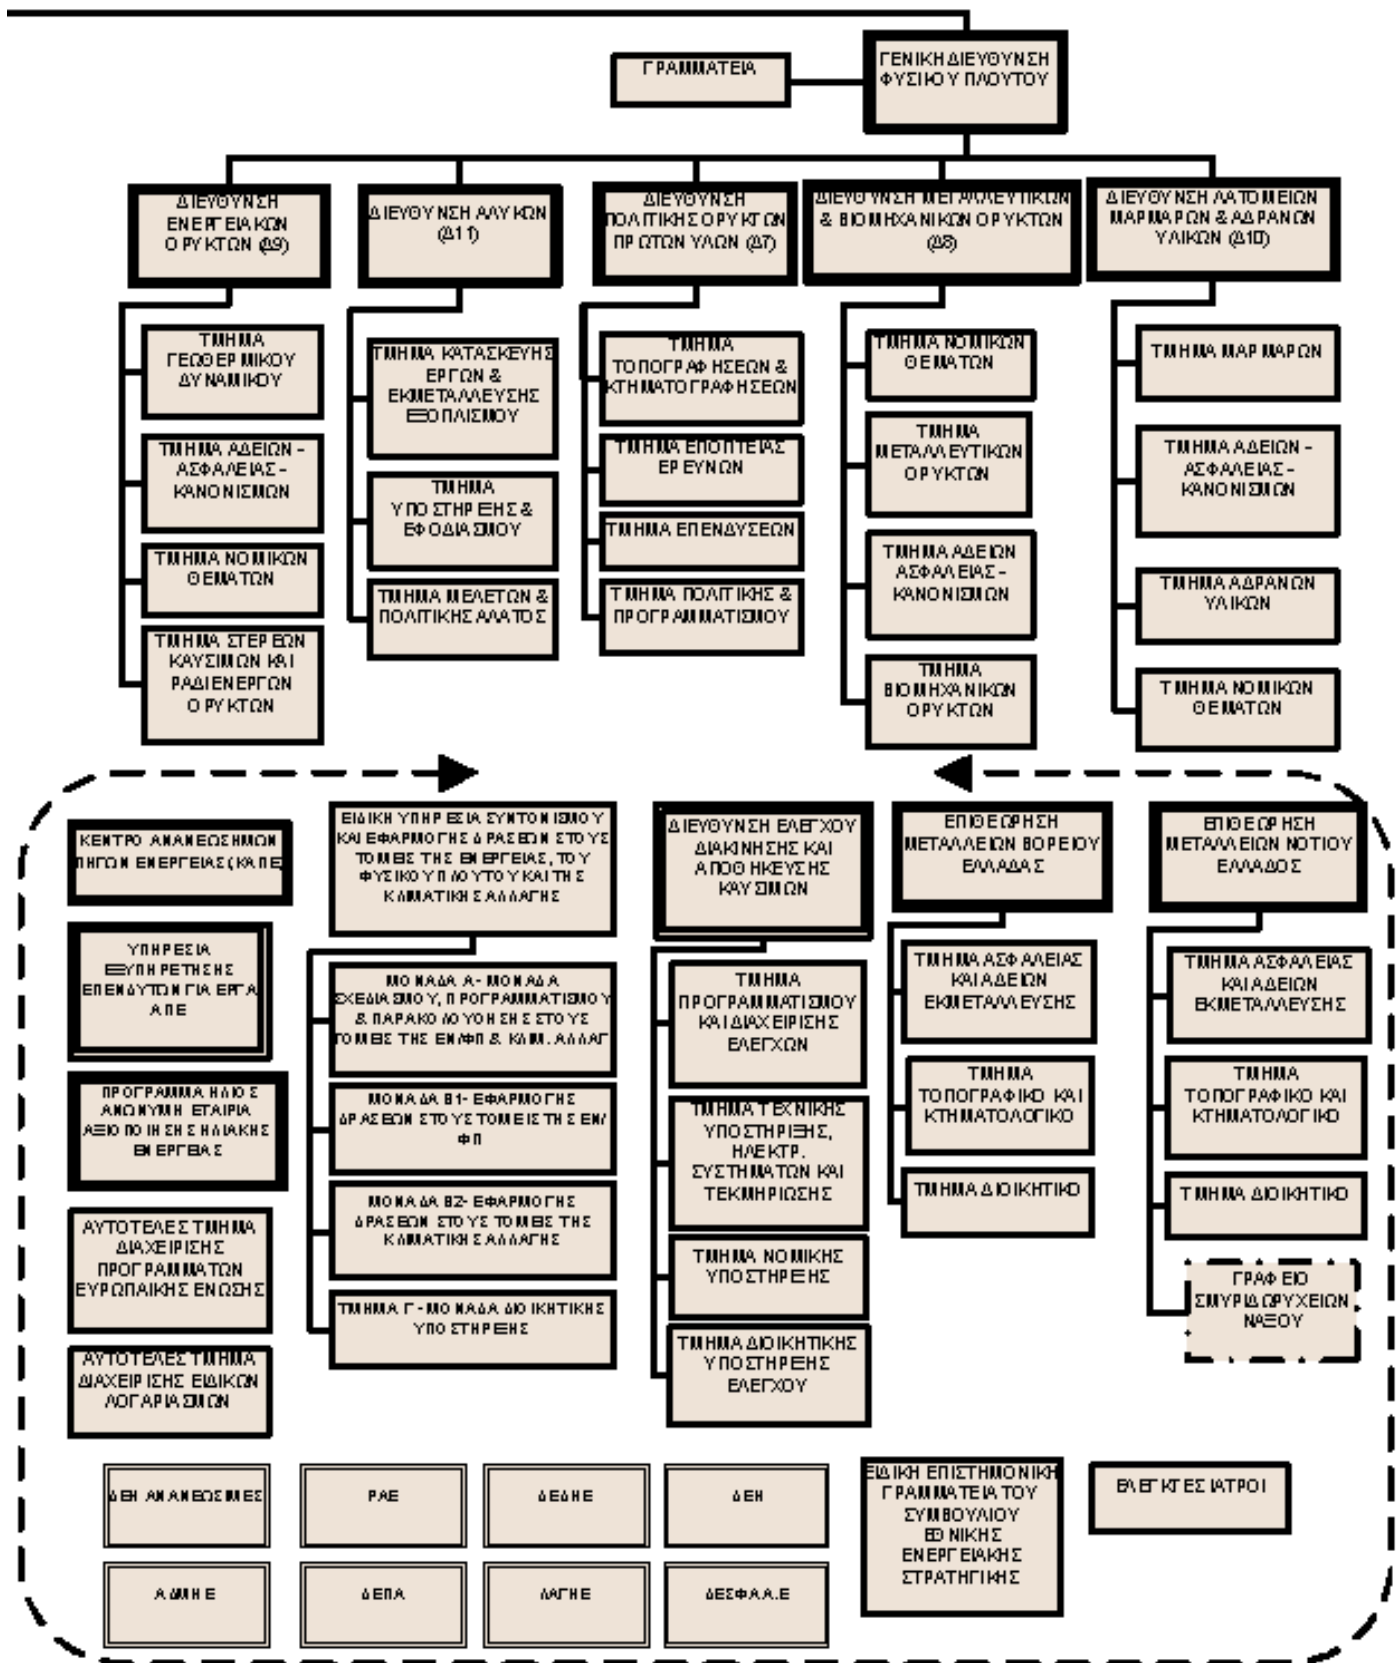 ΓΕΝΙΚΗ ΔΙΕΥΘΥΝΣΗ
ΦΥΣΙΚΟΥ ΠΛΟΥΤΟΥ
ΓΡΑΜΜΑΤΕΙΑ
ΔΙΕΥΘΥΝΣΗ
ΕΝΕΡΓΕΙΑΚΩΝ
ΟΡΥΚΤΩΝ (Δ9)
ΔΙΕΥΘΥΝΣΗ ΑΛΥΚΩΝ
(Δ11)
ΔΙΕΥΘΥΝΣΗ
ΠΟΛΙΤΙΚΗΣ ΟΡΥΚΤΩΝ
ΠΡΩΤΩΝ ΥΛΩΝ (Δ7)
ΔΙΕΥΘΥΝΣΗ ΜΕΤΑΛΛΕΥΤΙΚΩΝ
& ΒΙΟΜΗΧΑΝΙΚΩΝ ΟΡΥΚΤΩΝ
(Δ8)
ΔΙΕΥΘΥΝΣΗ ΛΑΤΟΜΕΙΩΝ
ΜΑΡΜΑΡΩΝ & ΑΔΡΑΝΩΝ
ΥΛΙΚΩΝ (Δ10)
ΤΜΗΜΑ
ΓΕΩΘΕΡΜΙΚΟΥ
ΔΥΝΑΜΙΚΟΥ
ΤΜΗΜΑ ΑΔΕΙΩΝ -
ΑΣΦΑΛΕΙΑΣ -
ΚΑΝΟΝΙΣΜΩΝ
ΤΜΗΜΑ ΝΟΜΙΚΩΝ
ΘΕΜΑΤΩΝ
ΤΜΗΜΑ ΣΤΕΡΕΩΝ
ΚΑΥΣΙΜΩΝ ΚΑΙ
ΡΑΔΙΕΝΕΡΓΩΝ
ΟΡΥΚΤΩΝ
ΤΜΗΜΑ ΚΑΤΑΣΚΕΥΗΣ
ΕΡΓΩΝ &
ΕΚΜΕΤΑΛΛΕΥΣΗΣ
ΕΞΟΠΛΙΣΜΟΥ
ΤΜΗΜΑ
ΥΠΟΣΤΗΡΙΞΗΣ &
ΕΦΟΔΙΑΣΜΟΥ
ΤΜΗΜΑ ΜΕΛΕΤΩΝ &
ΠΟΛΙΤΙΚΗΣ ΑΛΑΤΟΣ
ΤΜΗΜΑ
ΤΟΠΟΓΡΑΦΗΣΕΩΝ &
ΚΤΗΜΑΤΟΓΡΑΦΗΣΕΩΝ
ΤΜΗΜΑ ΕΠΟΠΤΕΙΑΣ
ΕΡΕΥΝΩΝ
ΤΜΗΜΑ ΕΠΕΝΔΥΣΕΩΝ
ΤΜΗΜΑ ΠΟΛΙΤΙΚΗΣ &
ΠΡΟΓΡΑΜΜΑΤΙΣΜΟΥ
ΤΜΗΜΑ ΝΟΜΙΚΩΝ
ΘΕΜΑΤΩΝ
ΤΜΗΜΑ
ΜΕΤΑΛΛΕΥΤΙΚΩΝ
ΟΡΥΚΤΩΝ
ΤΜΗΜΑ ΑΔΕΙΩΝ
ΑΣΦΑΛΕΙΑΣ -
ΚΑΝΟΝΙΣΜΩΝ
ΤΜΗΜΑ
ΒΙΟΜΗΧΑΝΙΚΩΝ
ΟΡΥΚΤΩΝ
ΤΜΗΜΑ ΜΑΡΜΑΡΩΝ
ΤΜΗΜΑ ΑΔΕΙΩΝ -
ΑΣΦΑΛΕΙΑΣ -
ΚΑΝΟΝΙΣΜΩΝ
ΤΜΗΜΑ ΑΔΡΑΝΩΝ
ΥΛΙΚΩΝ
ΤΜΗΜΑ ΝΟΜΙΚΩΝ
ΘΕΜΑΤΩΝ
ΚΕΝΤΡΟ ΑΝΑΝΕΩΣΗΜΩΝ
ΠΗΓΩΝ ΕΝΕΡΓΕΙΑΣ (ΚΑΠΕ)
ΥΠΗΡΕΣΙΑ
ΕΞΥΠΗΡΕΤΗΣΗΣ
ΕΠΕΝΔΥΤΩΝ ΓΙΑ ΕΡΓΑ
ΑΠΕ
ΠΡΟΓΡΑΜΜΑ ΗΛΙΟΣ
ΑΝΩΝΥΜΗ ΕΤΑΙΡΙΑ
ΑΞΙΟΠΟΙΗΣΗΣ ΗΛΙΑΚΗΣ
ΕΝΕΡΓΕΙΑΣ
ΑΥΤΟΤΕΛΕΣ ΤΜΗΜΑ
ΔΙΑΧΕΙΡΙΣΗΣ
ΠΡΟΓΡΑΜΜΑΤΩΝ
ΕΥΡΩΠΑΙΚΗΣ ΕΝΩΣΗΣ
ΑΥΤΟΤΕΛΕΣ ΤΜΗΜΑ
ΔΙΑΧΕΙΡΙΣΗΣ ΕΙΔΙΚΩΝ
ΛΟΓΑΡΙΑΣΜΩΝ
ΕΙΔΙΚΗ ΥΠΗΡΕΣΙΑ ΣΥΝΤΟΝΙΣΜΟΥ
ΚΑΙ ΕΦΑΡΜΟΓΗΣ ΔΡΑΣΕΩΝ ΣΤΟΥΣ
ΤΟΜΕΙΣ ΤΗΣ ΕΝΕΡΓΕΙΑΣ, ΤΟΥ
ΦΥΣΙΚΟΥ ΠΛΟΥΤΟΥ ΚΑΙ ΤΗΣ
ΚΛΙΜΑΤΙΚΗΣ ΑΛΛΑΓΗΣ
ΜΟΝΑΔΑ Α- ΜΟΝΑΔΑ
ΣΧΕΔΙΑΣΜΟΥ, ΠΡΟΓΡΑΜΜΑΤΙΣΜΟΥ
& ΠΑΡΑΚΟΛΟΥΘΗΣΗΣ ΣΤΟΥΣ
ΤΟΜΕΙΣ ΤΗΣ ΕΝ/ΦΠ & ΚΛΙΜ. ΑΛΛΑΓ
ΜΟΝΑΔΑ Β1- ΕΦΑΡΜΟΓΗΣ
ΔΡΑΣΕΩΝ ΣΤΟΥΣ ΤΟΜΕΙΣ ΤΗΣ ΕΝ/
ΦΠ
ΜΟΝΑΔΑ Β2- ΕΦΑΡΜΟΓΗΣ
ΔΡΑΣΕΩΝ ΣΤΟΥΣ ΤΟΜΕΙΣ ΤΗΣ
ΚΛΙΜΑΤΙΚΗΣ ΑΛΛΑΓΗΣ
ΤΜΗΜΑ Γ - ΜΟΝΑΔΑ ΔΙΟΙΚΗΤΙΚΗΣ
ΥΠΟΣΤΗΡΙΞΗΣ
ΔΙΕΥΘΥΝΣΗ ΕΛΕΓΧΟΥ
ΔΙΑΚΙΝΗΣΗΣ ΚΑΙ
ΑΠΟΘΗΚΕΥΣΗΣ
ΚΑΥΣΙΜΩΝ
ΤΜΗΜΑ
ΠΡΟΓΡΑΜΜΑΤΙΣΜΟΥ
ΚΑΙ ΔΙΑΧΕΙΡΙΣΗΣ
ΕΛΕΓΧΩΝ
ΤΜΗΜΑ ΤΕΧΝΙΚΗΣ
ΥΠΟΣΤΗΡΙΞΗΣ,
ΗΛΕΚΤΡ.
ΣΥΣΤΗΜΑΤΩΝ ΚΑΙ
ΤΕΚΜΗΡΙΩΣΗΣ
ΤΜΗΜΑ ΝΟΜΙΚΗΣ
ΥΠΟΣΤΗΡΙΞΗΣ
ΤΜΗΜΑ ΔΙΟΙΚΗΤΙΚΗΣ
ΥΠΟΣΤΗΡΙΞΗΣ
ΕΛΕΓΧΟΥ
ΕΠΙΘΕΩΡΗΣΗ
ΜΕΤΑΛΛΕΙΩΝ ΒΟΡΕΙΟΥ
ΕΛΛΑΔΑΣ
ΤΜΗΜΑ ΑΣΦΑΛΕΙΑΣ
ΚΑΙ ΑΔΕΙΩΝ
ΕΚΜΕΤΑΛΛΕΥΣΗΣ
ΤΜΗΜΑ
ΤΟΠΟΓΡΑΦΙΚΟ ΚΑΙ
ΚΤΗΜΑΤΟΛΟΓΙΚΟ
ΤΜΗΜΑ ΔΙΟΙΚΗΤΙΚΟ
ΕΠΙΘΕΩΡΗΣΗ
ΜΕΤΑΛΛΕΙΩΝ ΝΟΤΙΟΥ
ΕΛΛΑΔΟΣ
ΤΜΗΜΑ ΑΣΦΑΛΕΙΑΣ
ΚΑΙ ΑΔΕΙΩΝ
ΕΚΜΕΤΑΛΛΕΥΣΗΣ
ΤΜΗΜΑ
ΤΟΠΟΓΡΑΦΙΚΟ ΚΑΙ
ΚΤΗΜΑΤΟΛΟΓΙΚΟ
ΤΜΗΜΑ ΔΙΟΙΚΗΤΙΚΟ
ΓΡΑΦΕΙΟ
ΣΜΥΡΙΔΩΡΥΧΕΙΩΝ
ΝΑΞΟΥ
ΔΕΗ ΑΝΑΝΕΩΣΙΜΕΣ
ΡΑΕ
ΔΕΔΗΕ
ΔΕΗ
ΕΙΔΙΚΗ ΕΠΙΣΤΗΜΟΝΙΚΗ
ΓΡΑΜΜΑΤΕΙΑ ΤΟΥ
ΣΥΜΒΟΥΛΙΟΥ
ΕΘΝΙΚΗΣ
ΕΝΕΡΓΕΙΑΚΗΣ
ΣΤΡΑΤΗΓΙΚΗΣ
ΕΛΕΓΚΤΕΣ ΙΑΤΡΟΙ
ΑΔΜΗΕ
ΔΕΠΑ
ΛΑΓΗΕ
ΔΕΣΦΑ Α.Ε